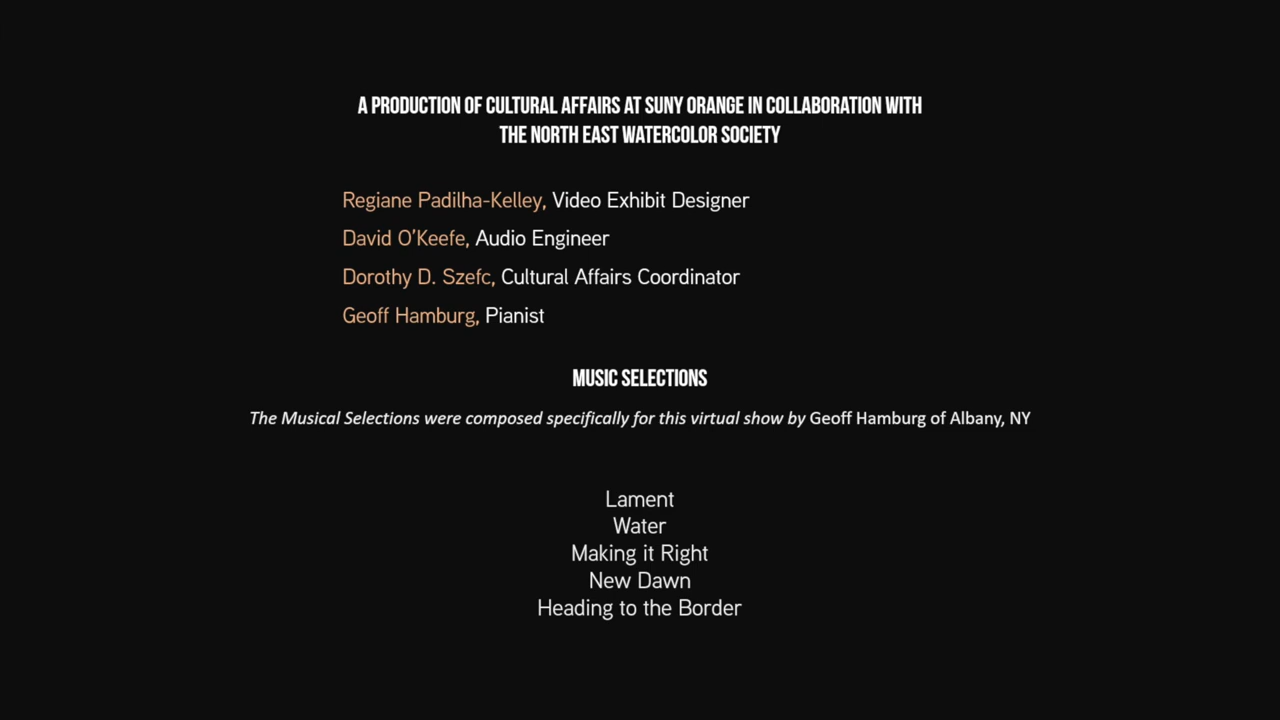 A PRODUCTION OF CULTURAL AFFAIRS AT SUNY ORANGE IN COLLABORATION WITH
THE NORTH EAST WATERCOLOR SOCIETY
Regiane Padilha-Kelley, Video Exhibit Designer
David O'Keefe, Audio Engineer
Dorothy D. Szefc, Cultural Affairs Coordinator
Geoff Hamburg, Pianist
MUSIC SELECTIONS
The Musical Selections were composed specifically for this virtual show by Geoff Hamburg of Albany, NY
Lament
Water
Making it Right
New Dawn
Heading to the Border